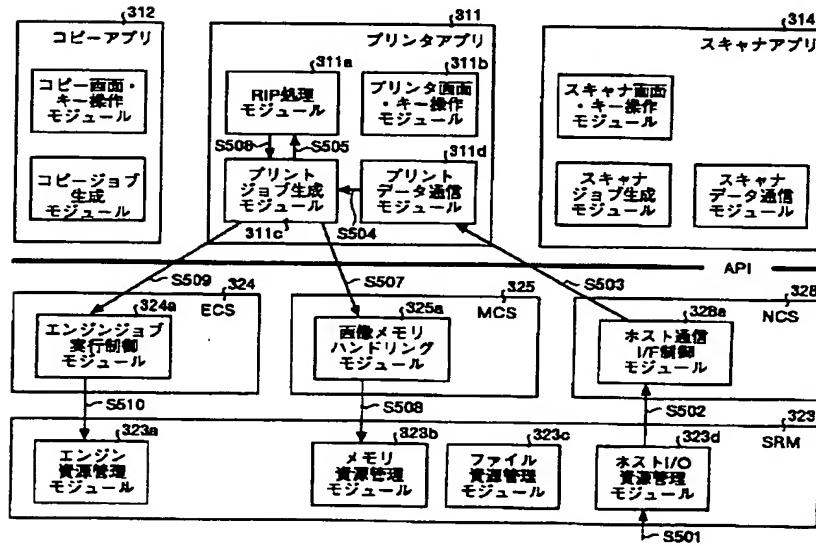 312
コピーアプリ
コピー画面・
キー操作
モジュール
コピージョブ
生成
モジュール
311
プリンタアプリ
311a
RIP処理
モジュール
311b
プリンタ画面
・キー操作
モジュール
S508
S505
311d
プリント
ジョブ生成
モジュール
プリント
データ通信
モジュール
311c
S504
314
スキャナアプリ
スキャナ画面
・キー操作
モジュール
スキャナ
ジョブ生成
モジュール
スキャナ
データ通信
モジュール
API
S509
S507
S503
324
ECS
324a
エンジンジョブ
実行制御
モジュール
325
MCS
325a
画像メモリ
ハンドリング
モジュール
328
NCS
328a
ホスト通信
I/F制御
モジュール
S510
S508
S502
323
SRM
323a
エンジン
資源管理
モジュール
323b
メモリ
資源管理
モジュール
323c
ファイル
資源管理
モジュール
323d
ホストI/O
資源管理
モジュール
S501